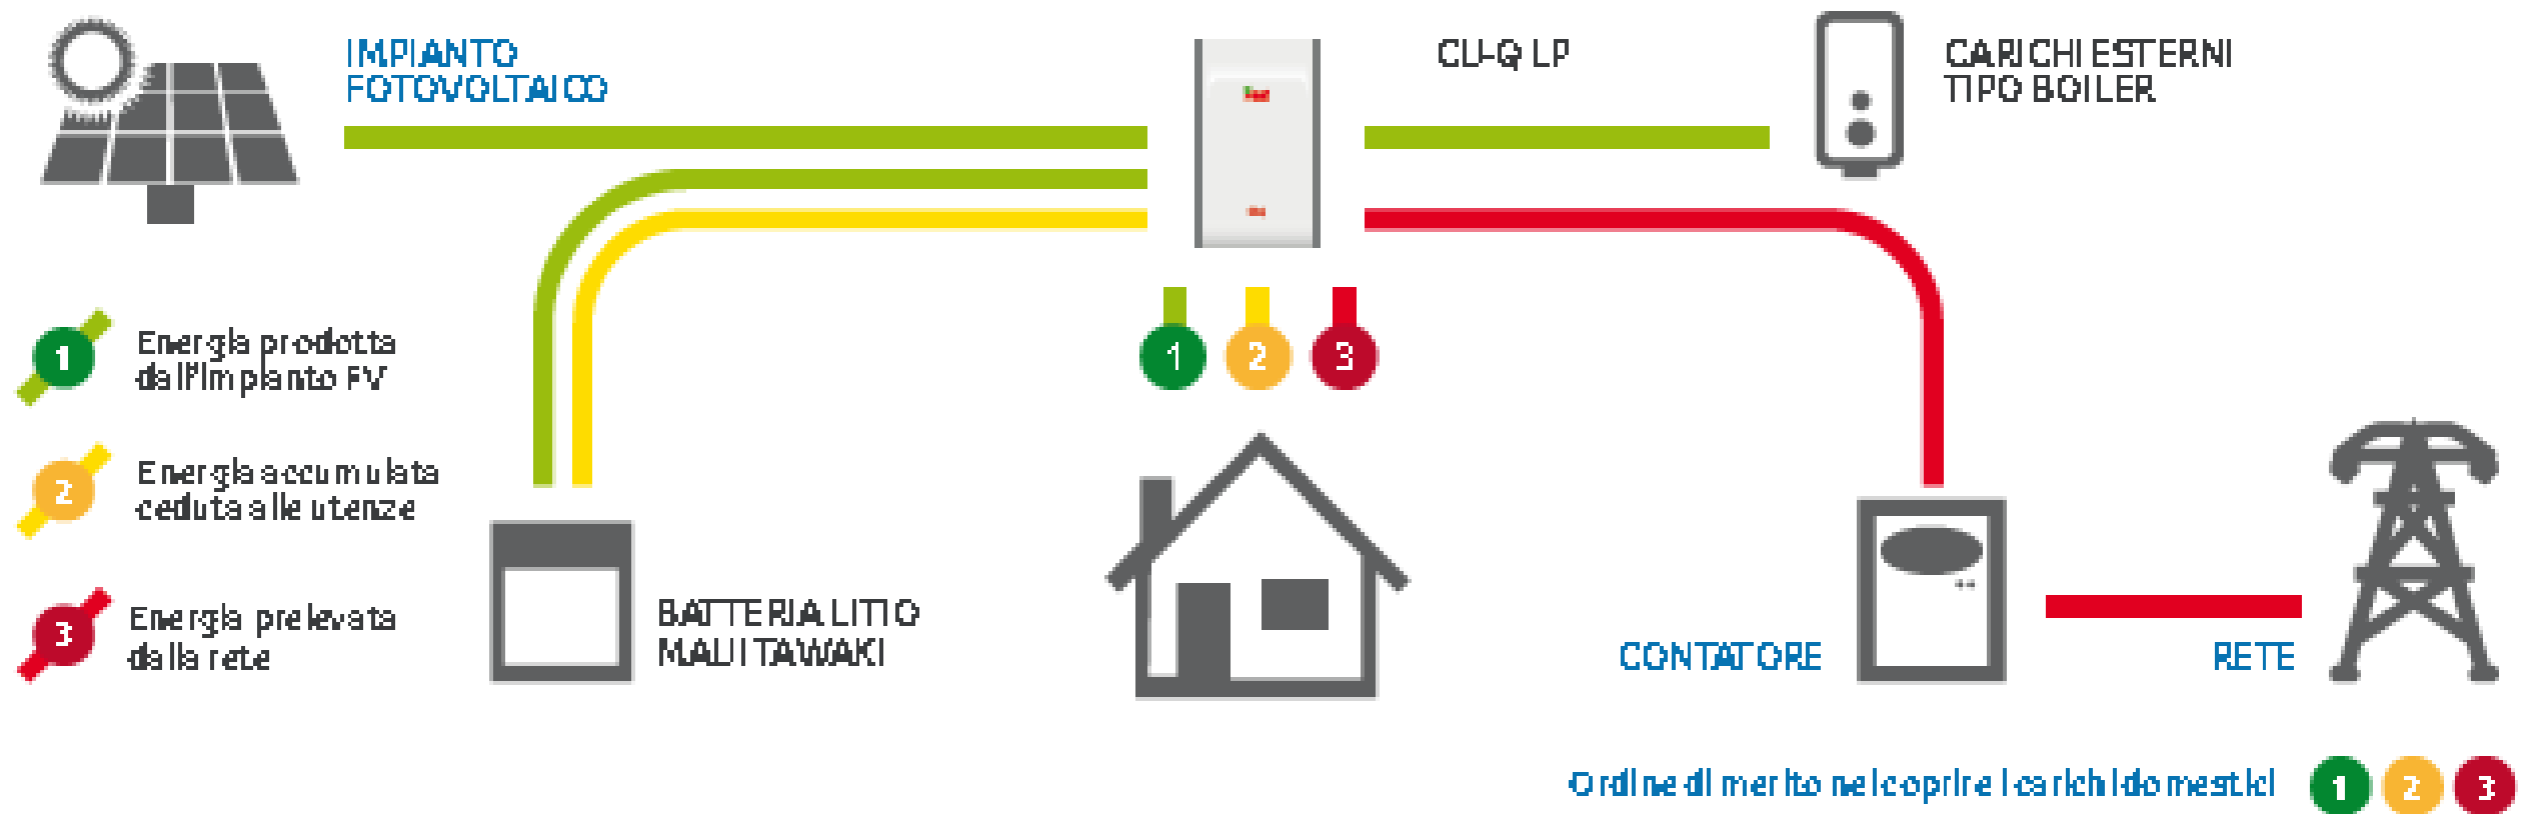 IMPIANTO
FOTOVOLTAICO
CU-Q LP
CARICHI ESTERNI
TIPO BOILER
1
Energia prodotta
dall'impianto FV
2
Energia accumulata
ceduta alle utenze
3
Energia prelevata
dalla rete
1 2 3
BATTERIA LITIO
MAUI TAWAKI
CONTATORE
RETE
Ordine di merito nel coprire i carichi domestici 1 2 3